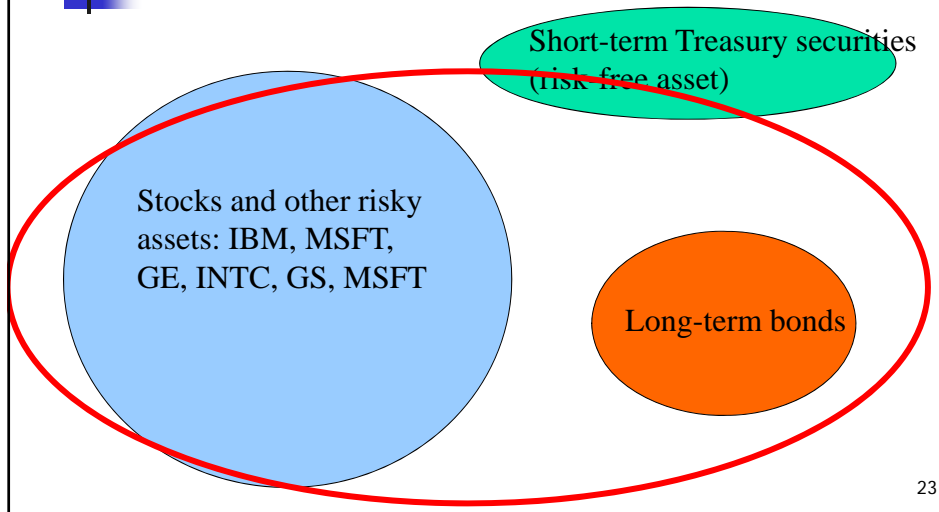 Short-term Treasury securities
(risk-free asset)
Stocks and other risky
assets: IBM, MSFT,
GE, INTC, GS, MSFT
Long-term bonds
23